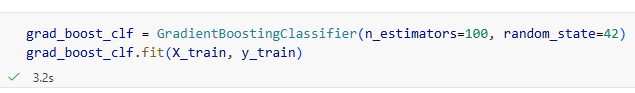 grad_boost_clf = GradientBoostingClassifier(n_estimators=100, random_state=42)
grad_boost_clf.fit(X_train, y_train)
3.2s